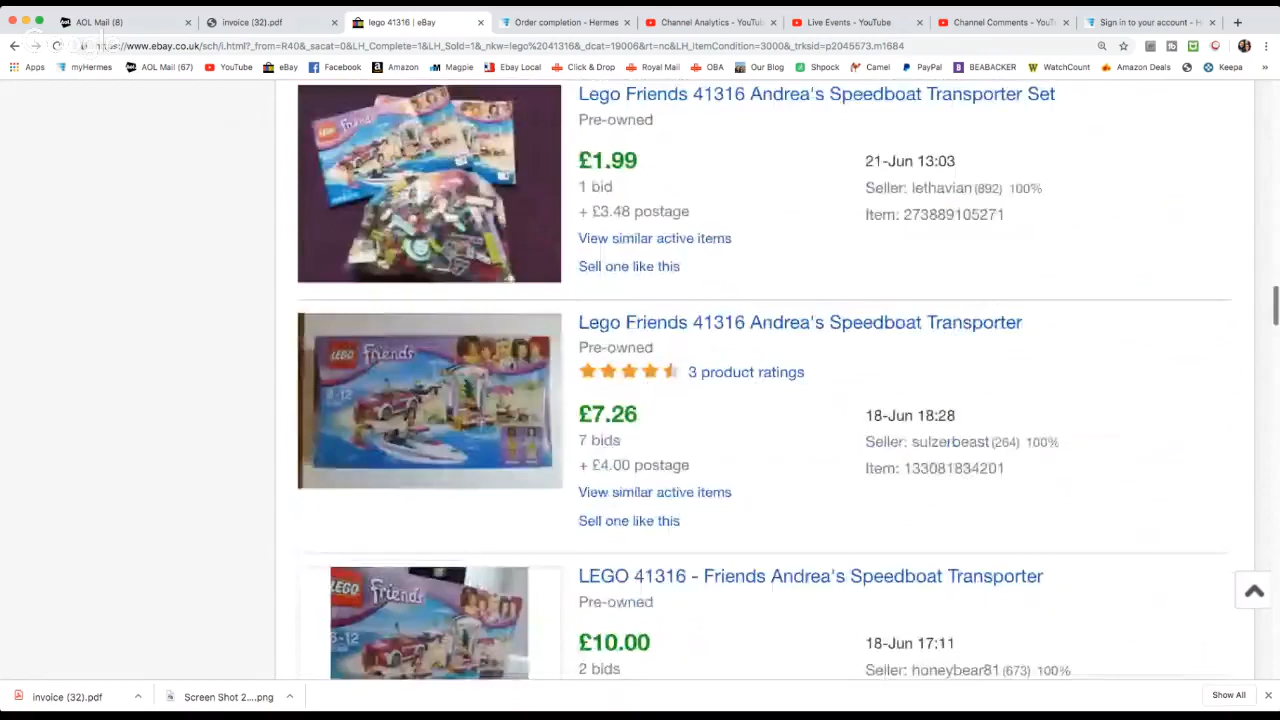 AOL Mail (8)
invoice (32).pdf
lego 41316 | eBay
Order completion - Hermes
Channel Analytics - YouTu
Live Events - YouTube
Channel Comments - YouTu
Sign in to your account - H
https://www.ebay.co.uk/sch/i.html?_from=R40&_sacat=0&LH_Complete=1&LH_Sold=1&_nkw=lego%2041316&_dcat=19006&rt=nc&LH_ItemCondition=3000&_trksid=p2045573.m1684
Apps
myHermes
AOL Mail (67)
YouTube
eBay
Facebook
Amazon
Magpie
Ebay Local
Click & Drop
Royal Mail
OBA
Our Blog
Shpock
Camel
PayPal
BEABACKER
WatchCount
Amazon Deals
Keepa
Lego Friends 41316 Andrea's Speedboat Transporter Set
Pre-owned
£1.99
21-Jun 13:03
1 bid
Seller: lethavian (892) 100%
+ £3.48 postage
Item: 273889105271
View similar active items
Sell one like this
Lego Friends 41316 Andrea's Speedboat Transporter
Pre-owned
3 product ratings
£7.26
18-Jun 18:28
7 bids
Seller: sulzerbeast (264) 100%
+ £4.00 postage
Item: 133081834201
View similar active items
Sell one like this
LEGO Friends
LEGO 41316 - Friends Andrea's Speedboat Transporter
Pre-owned
£10.00
18-Jun 17:11
2 bids
Seller: honeybear81 (673) 100%
LEGO Friends
6-12
invoice (32).pdf
Screen Shot 2....png
Show All